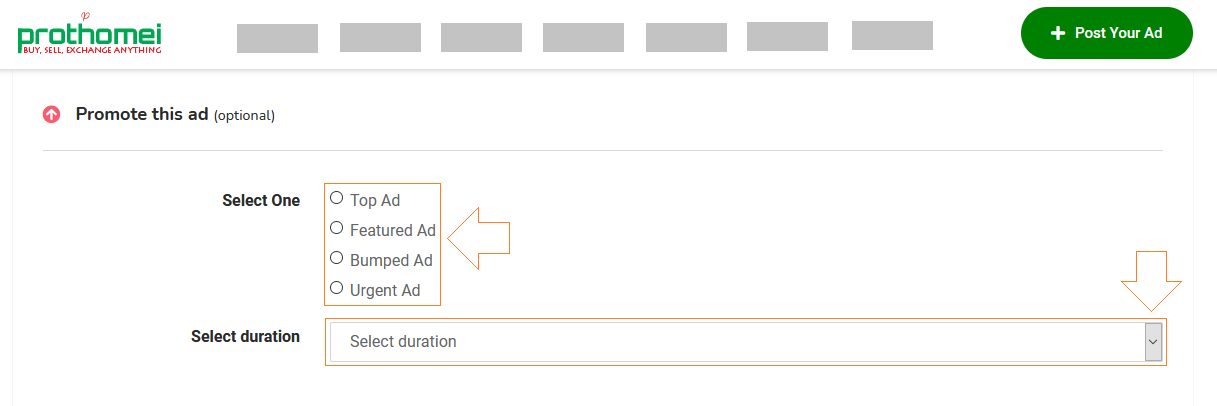 prothomei
BUY, SELL, EXCHANGE ANYTHING
Post Your Ad
Promote this ad (optional)
Select One
Top Ad
Featured Ad
Bumped Ad
Urgent Ad
Select duration
Select duration